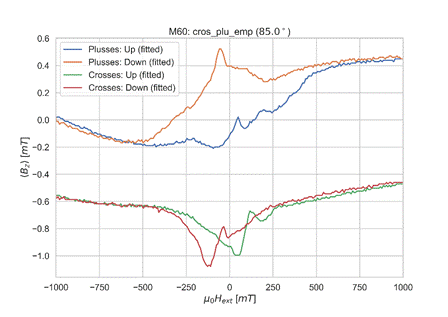 M60: cros_plu_emp (85.0°)
Plusses: Up (fitted)
Plusses: Down (fitted)
Crosses: Up (fitted)
Crosses: Down (fitted)
0.6
0.4
0.2
0.0
−0.2
−0.4
−0.6
−0.8
−1.0
⟨B_z⟩ [mT]
−1000 −750 −500 −250 0 250 500 750 1000
μ₀H_ext [mT]